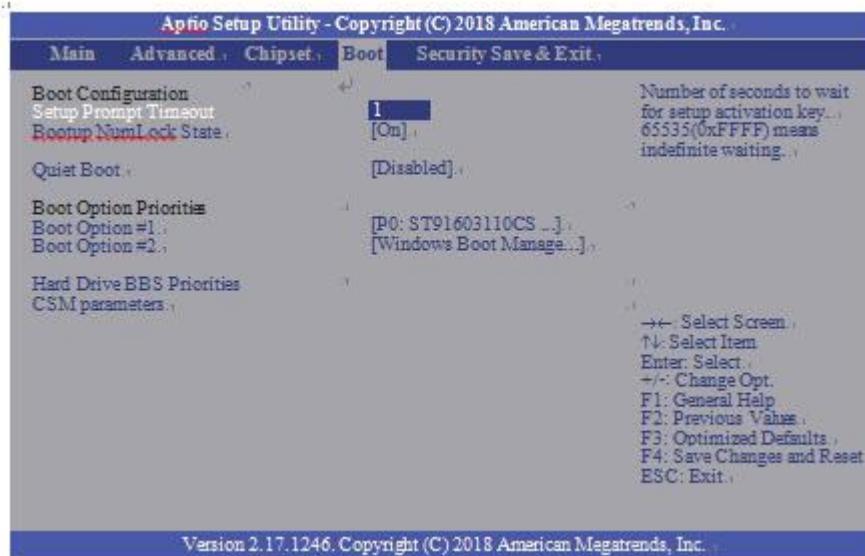 Aptio Setup Utility - Copyright (C) 2018 American Megatrends, Inc.
Main Advanced Chipset Boot Security Save & Exit
Boot Configuration
Setup Prompt Timeout 1
Bootup NumLock State [On]
Quiet Boot [Disabled]
Boot Option Priorities
Boot Option #1 [P0: ST91603110CS ...]
Boot Option #2 [Windows Boot Manage...]
Hard Drive BBS Priorities
CSM parameters
Number of seconds to wait
for setup activation key...
65535(0xFFFF) means
indefinite waiting.
→←: Select Screen
↑↓: Select Item
Enter: Select
+/-: Change Opt.
F1: General Help
F2: Previous Values
F3: Optimized Defaults
F4: Save Changes and Reset
ESC: Exit
Version 2.17.1246. Copyright (C) 2018 American Megatrends, Inc.